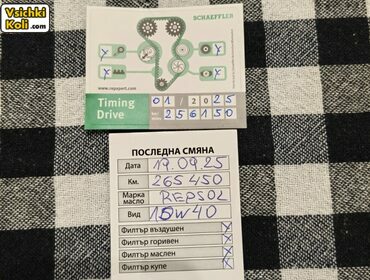 Vsichki
Koli.com
SCHAEFFLER
www.repxpert.com
Timing
Drive
01/2025
256150
ПОСЛЕДНА СМЯНА
Дата 19.09.25
Км. 265 450
Марка масло REPSOL
Вид 10W40
Филтър въздушен X
Филтър горивен X
Филтър маслен X
Филтър купе X